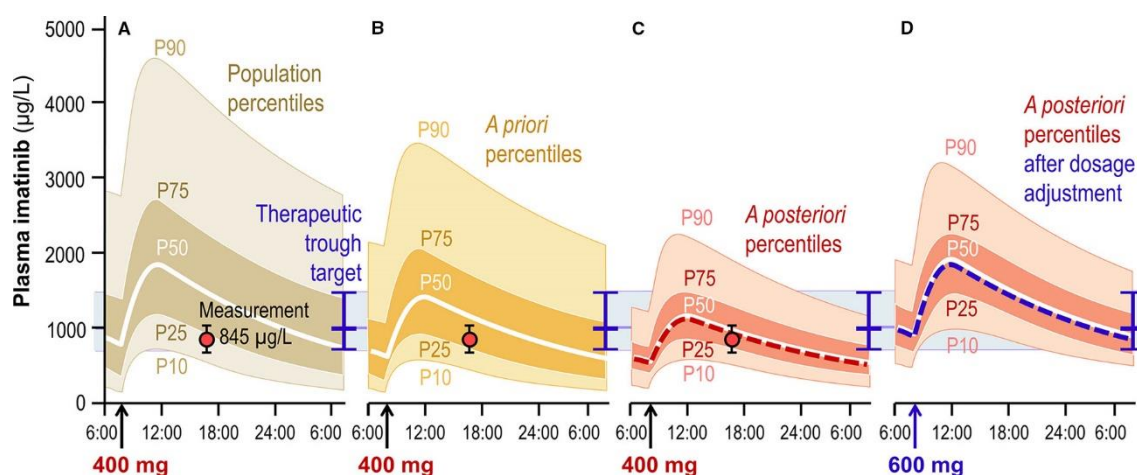 Plasma imatinib (µg/L)
5000
4000
3000
2000
1000
0
A
P90
Population
percentiles
P75
P50
Measurement
845 µg/L
P25
P10
Therapeutic
trough
target
6:00 12:00 18:00 24:00 6:00
400 mg
B
P90
A priori
percentiles
P75
P50
P25
P10
6:00 12:00 18:00 24:00 6:00
400 mg
C
P90
A posteriori
percentiles
P75
P50
P25
P10
6:00 12:00 18:00 24:00 6:00
400 mg
D
A posteriori
percentiles
after dosage
adjustment
P90
P75
P50
P25
P10
6:00 12:00 18:00 24:00 6:00
600 mg